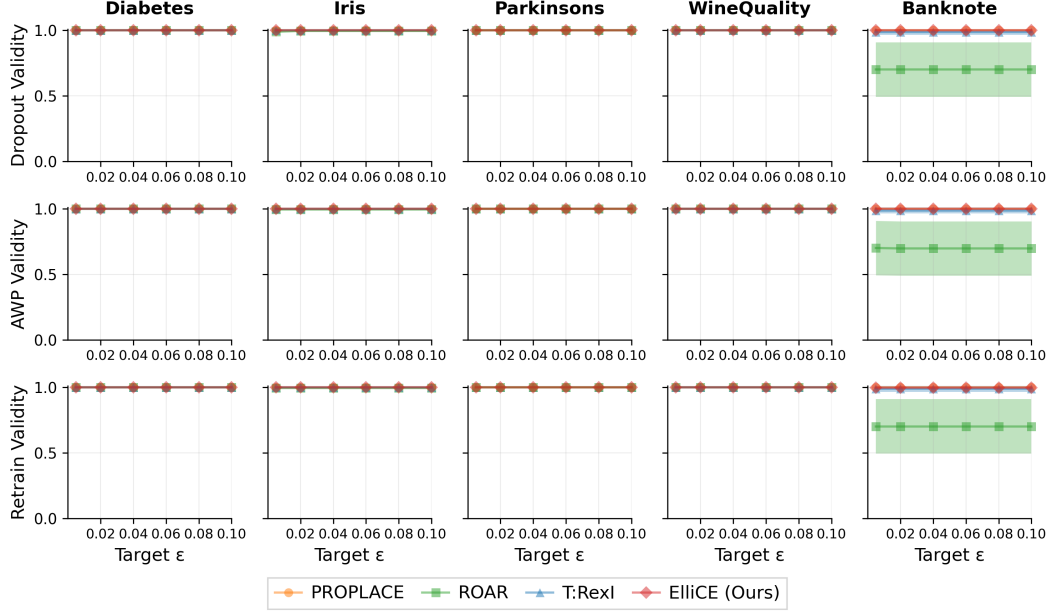 Diabetes Iris Parkinsons WineQuality Banknote
Dropout Validity
1.0
0.5
0.0
0.02 0.04 0.06 0.08 0.10 0.02 0.04 0.06 0.08 0.10 0.02 0.04 0.06 0.08 0.10 0.02 0.04 0.06 0.08 0.10 0.02 0.04 0.06 0.08 0.10
AWP Validity
1.0
0.5
0.0
0.02 0.04 0.06 0.08 0.10 0.02 0.04 0.06 0.08 0.10 0.02 0.04 0.06 0.08 0.10 0.02 0.04 0.06 0.08 0.10 0.02 0.04 0.06 0.08 0.10
Retrain Validity
1.0
0.5
0.0
0.02 0.04 0.06 0.08 0.10 0.02 0.04 0.06 0.08 0.10 0.02 0.04 0.06 0.08 0.10 0.02 0.04 0.06 0.08 0.10 0.02 0.04 0.06 0.08 0.10
Target ε Target ε Target ε Target ε Target ε
PROPLACE ROAR T:RexI ElliCE (Ours)